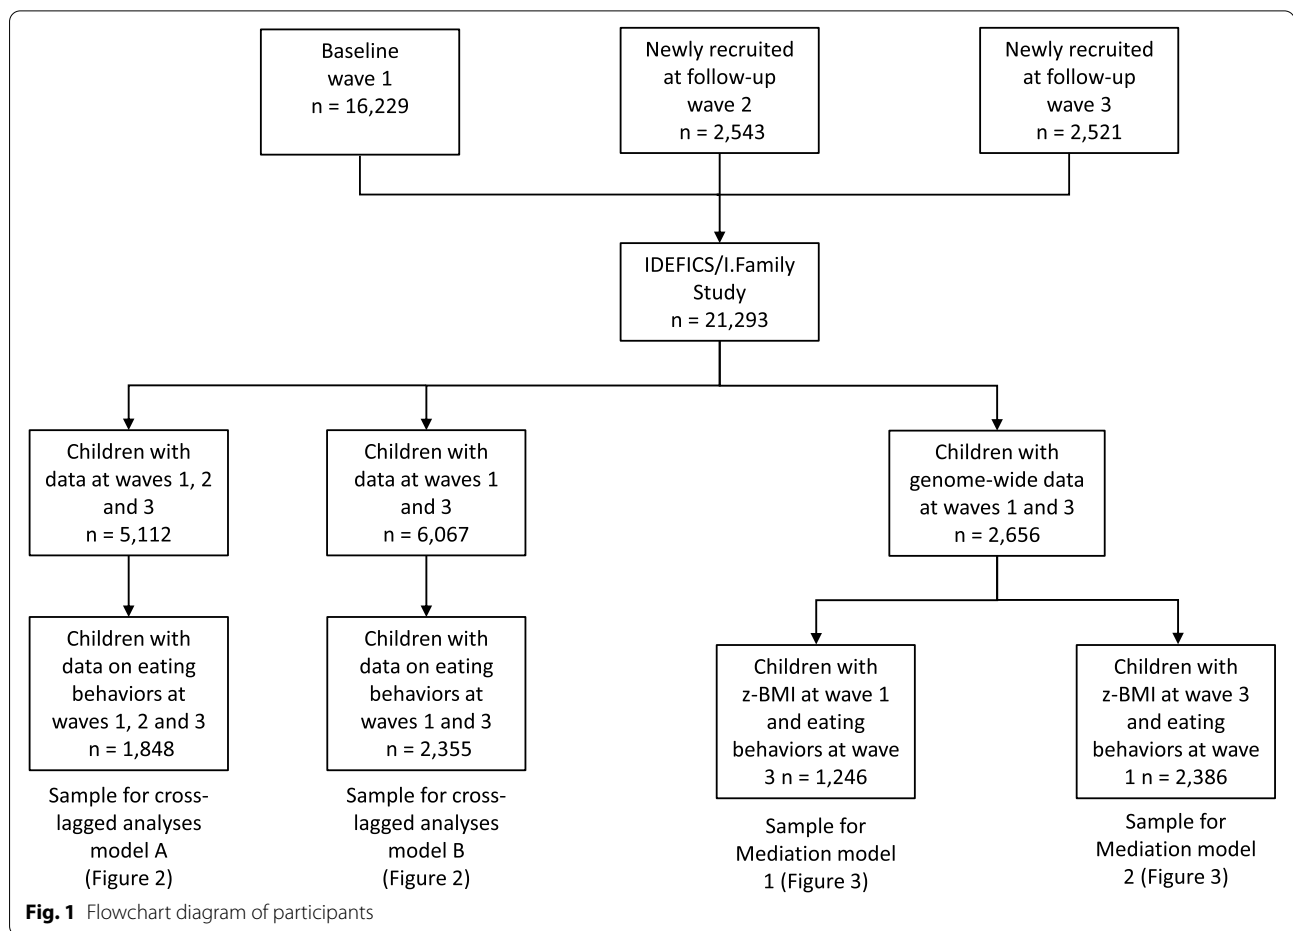 Baseline
wave 1
n = 16,229
Newly recruited
at follow-up
wave 2
n = 2,543
Newly recruited
at follow-up
wave 3
n = 2,521
IDEFICS/I.Family
Study
n = 21,293
Children with
data at waves 1, 2
and 3
n = 5,112
Children with
data at waves 1
and 3
n = 6,067
Children with
genome-wide data
at waves 1 and 3
n = 2,656
Children with
data on eating
behaviors at
waves 1, 2 and 3
n = 1,848
Children with
data on eating
behaviors at
waves 1 and 3
n = 2,355
Children with
z-BMI at wave 1
and eating
behaviors at wave
3 n = 1,246
Children with
z-BMI at wave 3
and eating
behaviors at wave
1 n = 2,386
Sample for cross-
lagged analyses
model A
(Figure 2)
Sample for cross-
lagged analyses
model B
(Figure 2)
Sample for
Mediation model
1 (Figure 3)
Sample for
Mediation model
2 (Figure 3)
Fig. 1 Flowchart diagram of participants